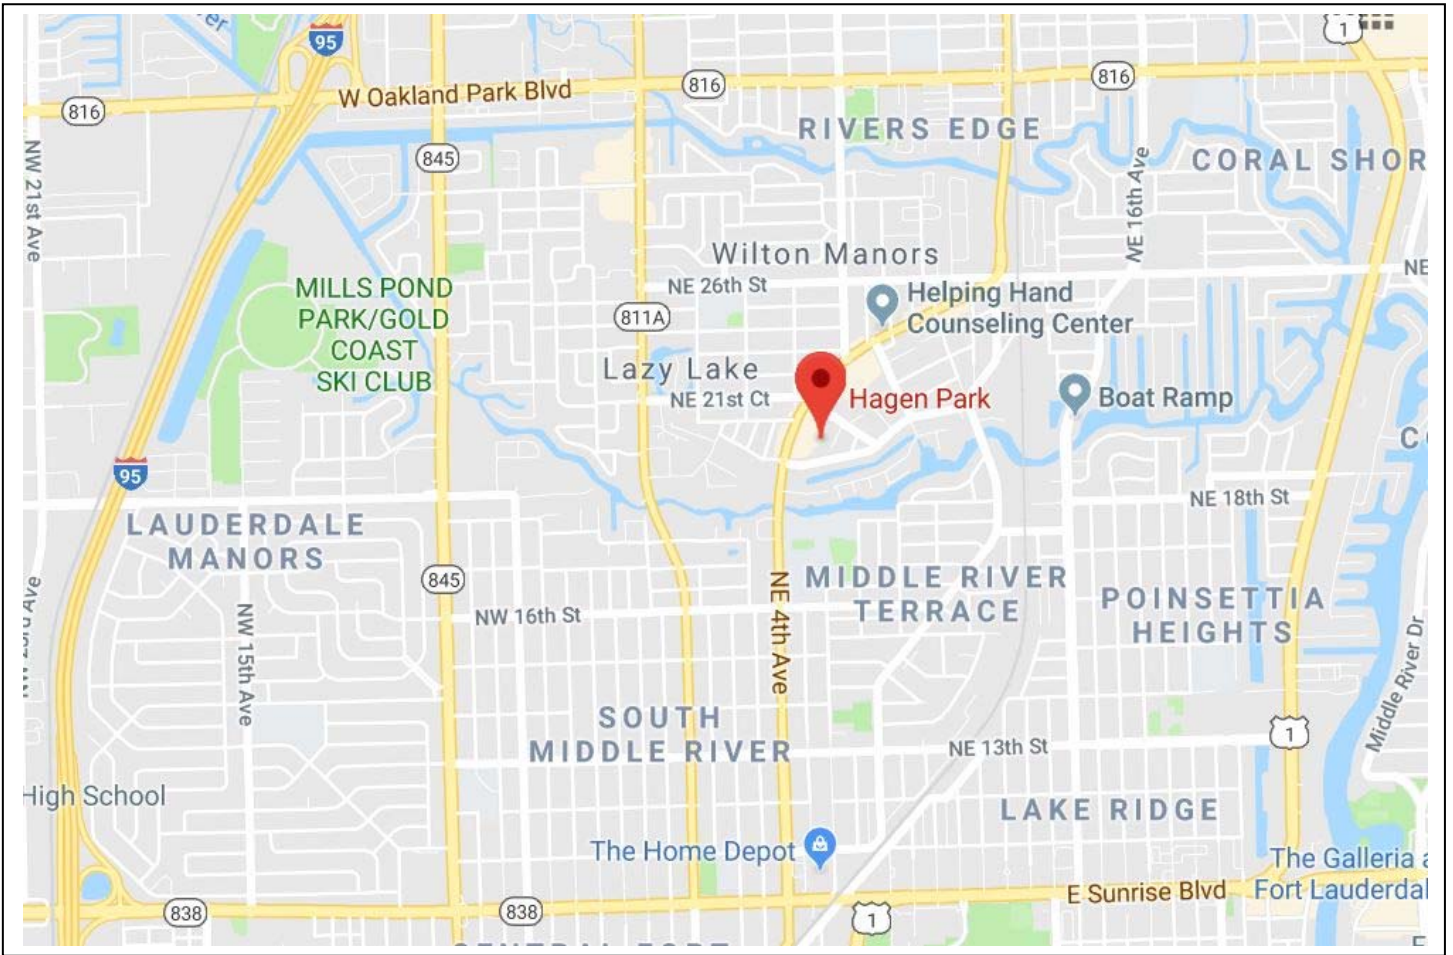 ver
95
1
816
W Oakland Park Blvd
816
816
RIVERS EDGE
845
CORAL SHOR
NW 21st Ave
NE 16th Ave
Wilton Manors
NE 26th St
NE
MILLS POND
PARK/GOLD
COAST
SKI CLUB
811A
Helping Hand
Counseling Center
Lazy Lake
NE 21st Ct
Hagen Park
Boat Ramp
95
NE 18th St
LAUDERDALE
MANORS
845
MIDDLE RIVER
TERRACE
POINSETTIA
HEIGHTS
NW 16th St
NE 4th Ave
NW 15th Ave
Middle River Dr
SOUTH
MIDDLE RIVER
NE 13th St
1
High School
LAKE RIDGE
The Home Depot
The Galleria a
Fort Lauderdal
E Sunrise Blvd
838
838
1